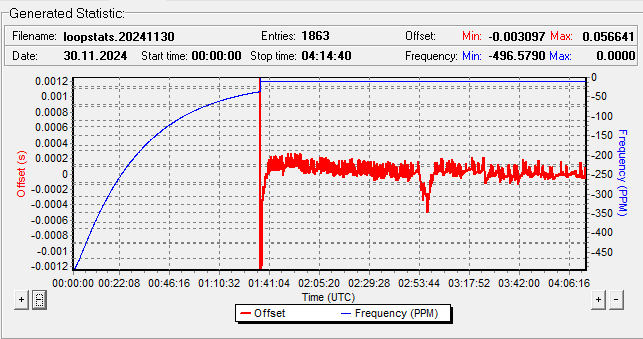 Generated Statistic:
Filename: loopstats.20241130 Entries: 1863 Offset: Min: -0.003097 Max: 0.056641
Date: 30.11.2024 Start time: 00:00:00 Stop time: 04:14:40 Frequency: Min: -496.5790 Max: 0.0000
0.0012 0
0.001 -50
0.0008
0.0006 -100
0.0004 -150
0.0002 -200
0 -250
-0.0002
-0.0004 -300
-0.0006 -350
-0.0008 -400
-0.001 -450
-0.0012
Offset (s)
Frequency (PPM)
00:00:00 00:22:08 00:46:16 01:10:32 01:41:04 02:05:20 02:29:28 02:53:44 03:17:52 03:42:00 04:06:16
Time (UTC)
+ - + -
Offset Frequency (PPM)